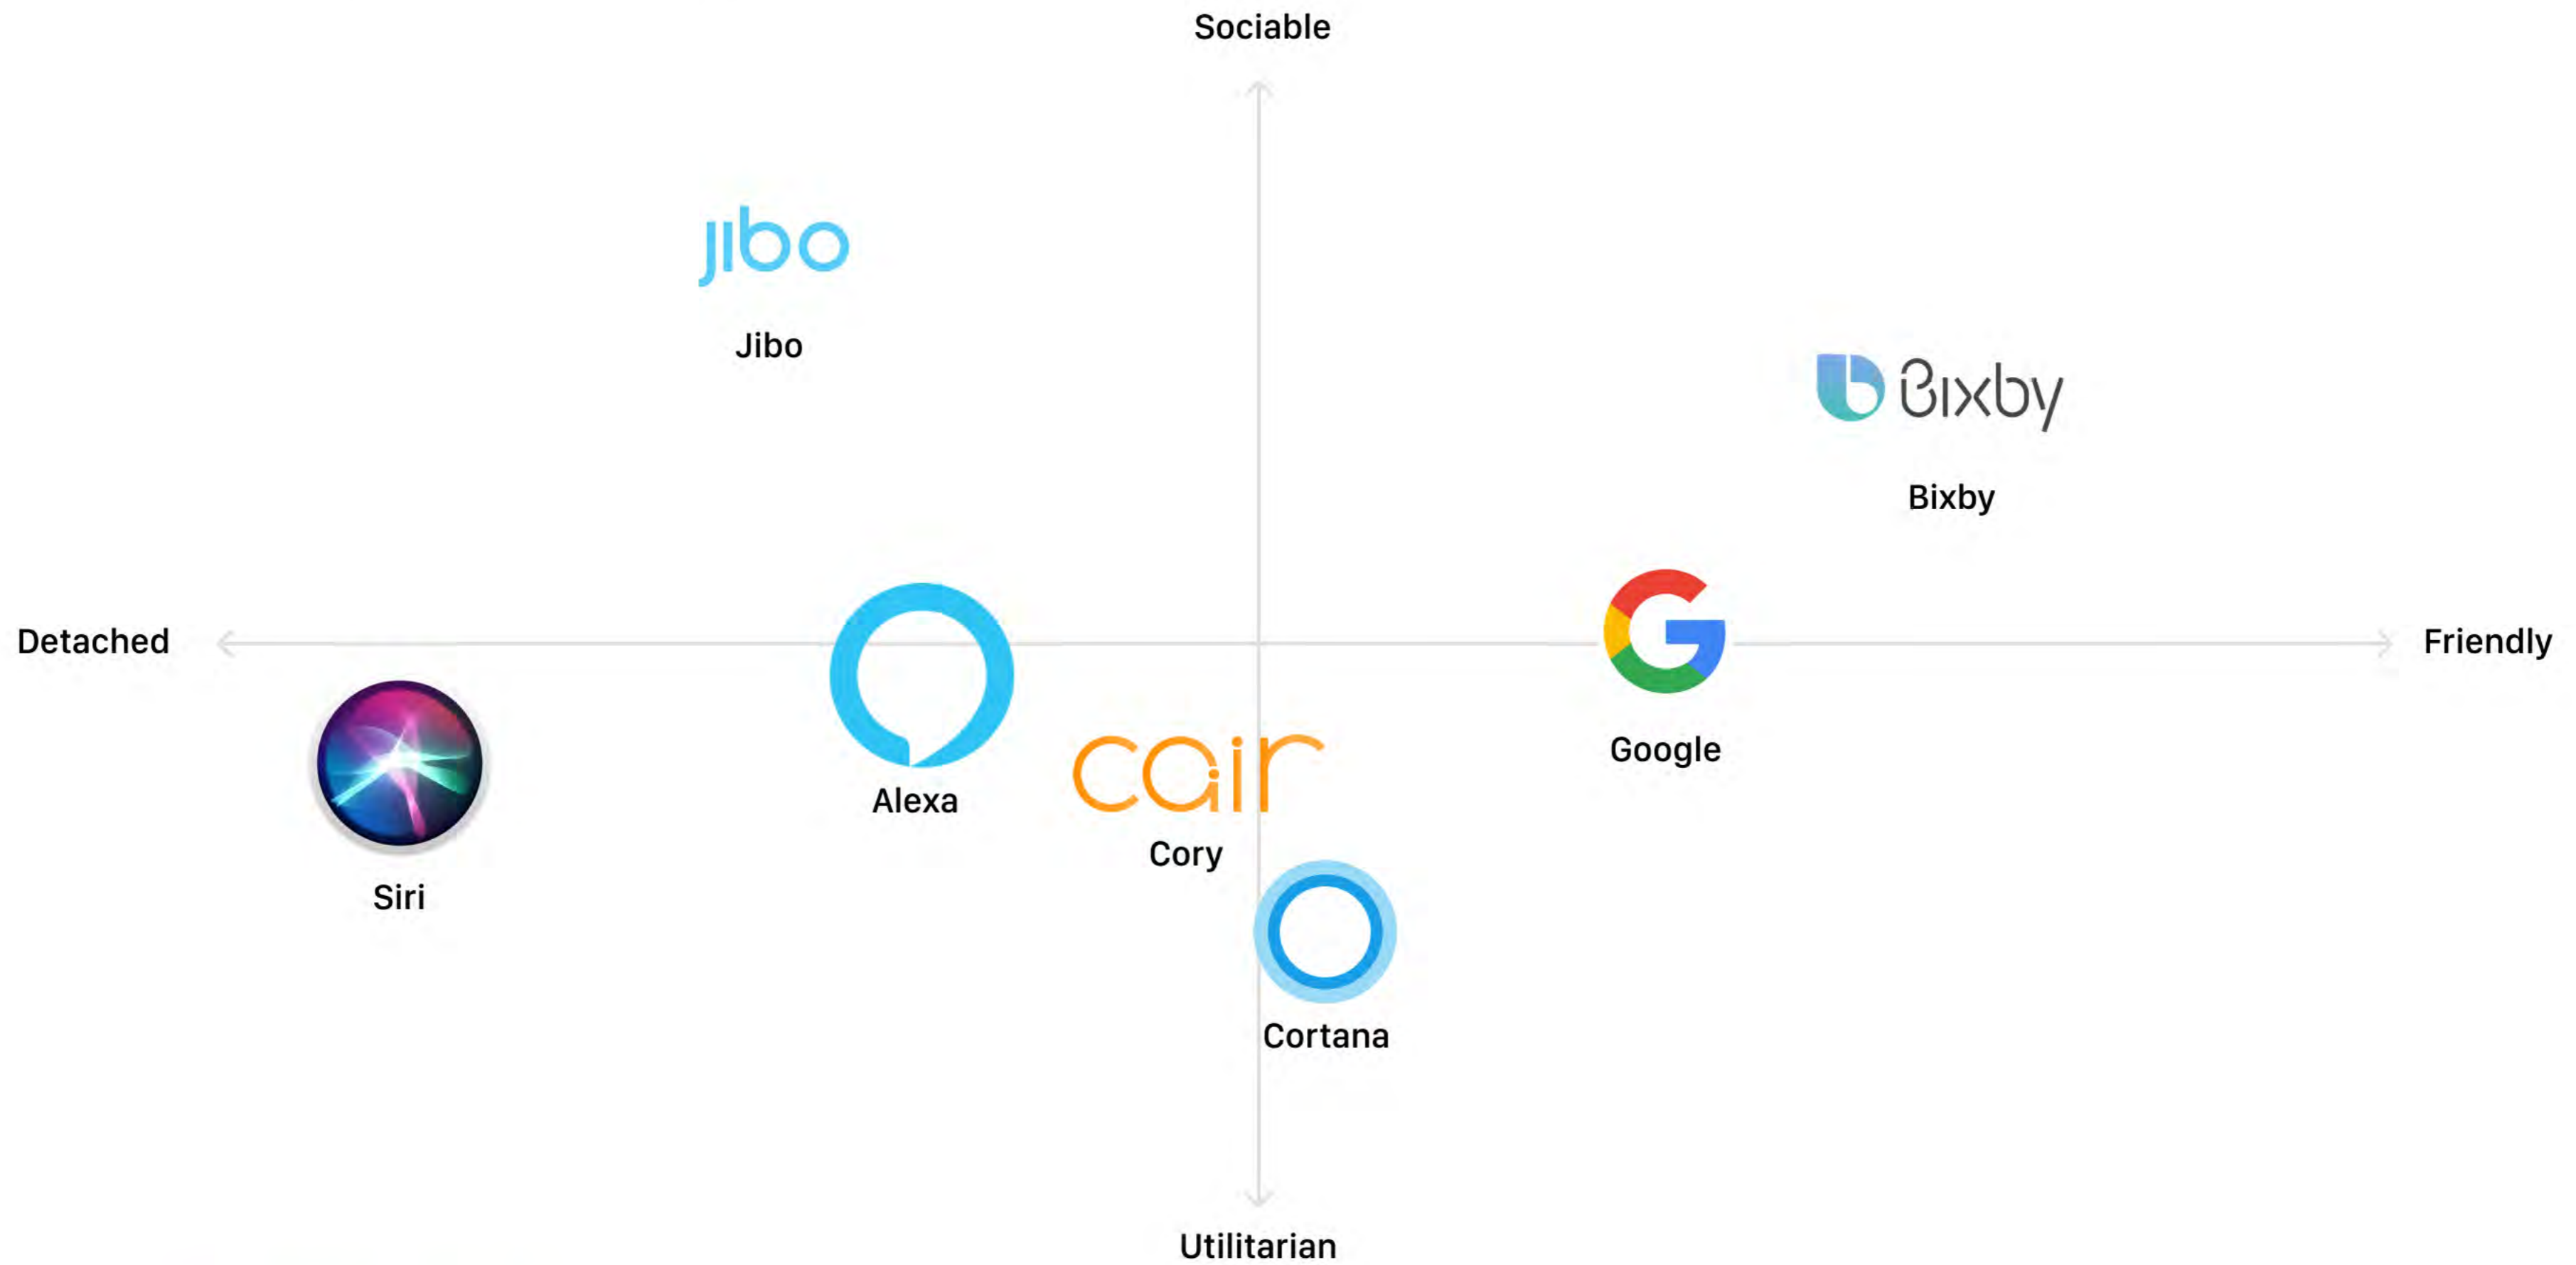 Sociable
jibo
Jibo
Bixby
Bixby
Detached
Friendly
Google
cair
Alexa
Cory
Siri
Cortana
Utilitarian